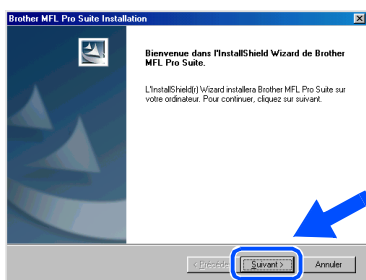 Brother MFL Pro Suite Installation
Bienvenue dans l'InstallShield Wizard de Brother
MFL Pro Suite.
L'InstallShield(r) Wizard installera Brother MFL Pro Suite sur
votre ordinateur. Pour continuer, cliquez sur suivant.
Suivant >
Annuler